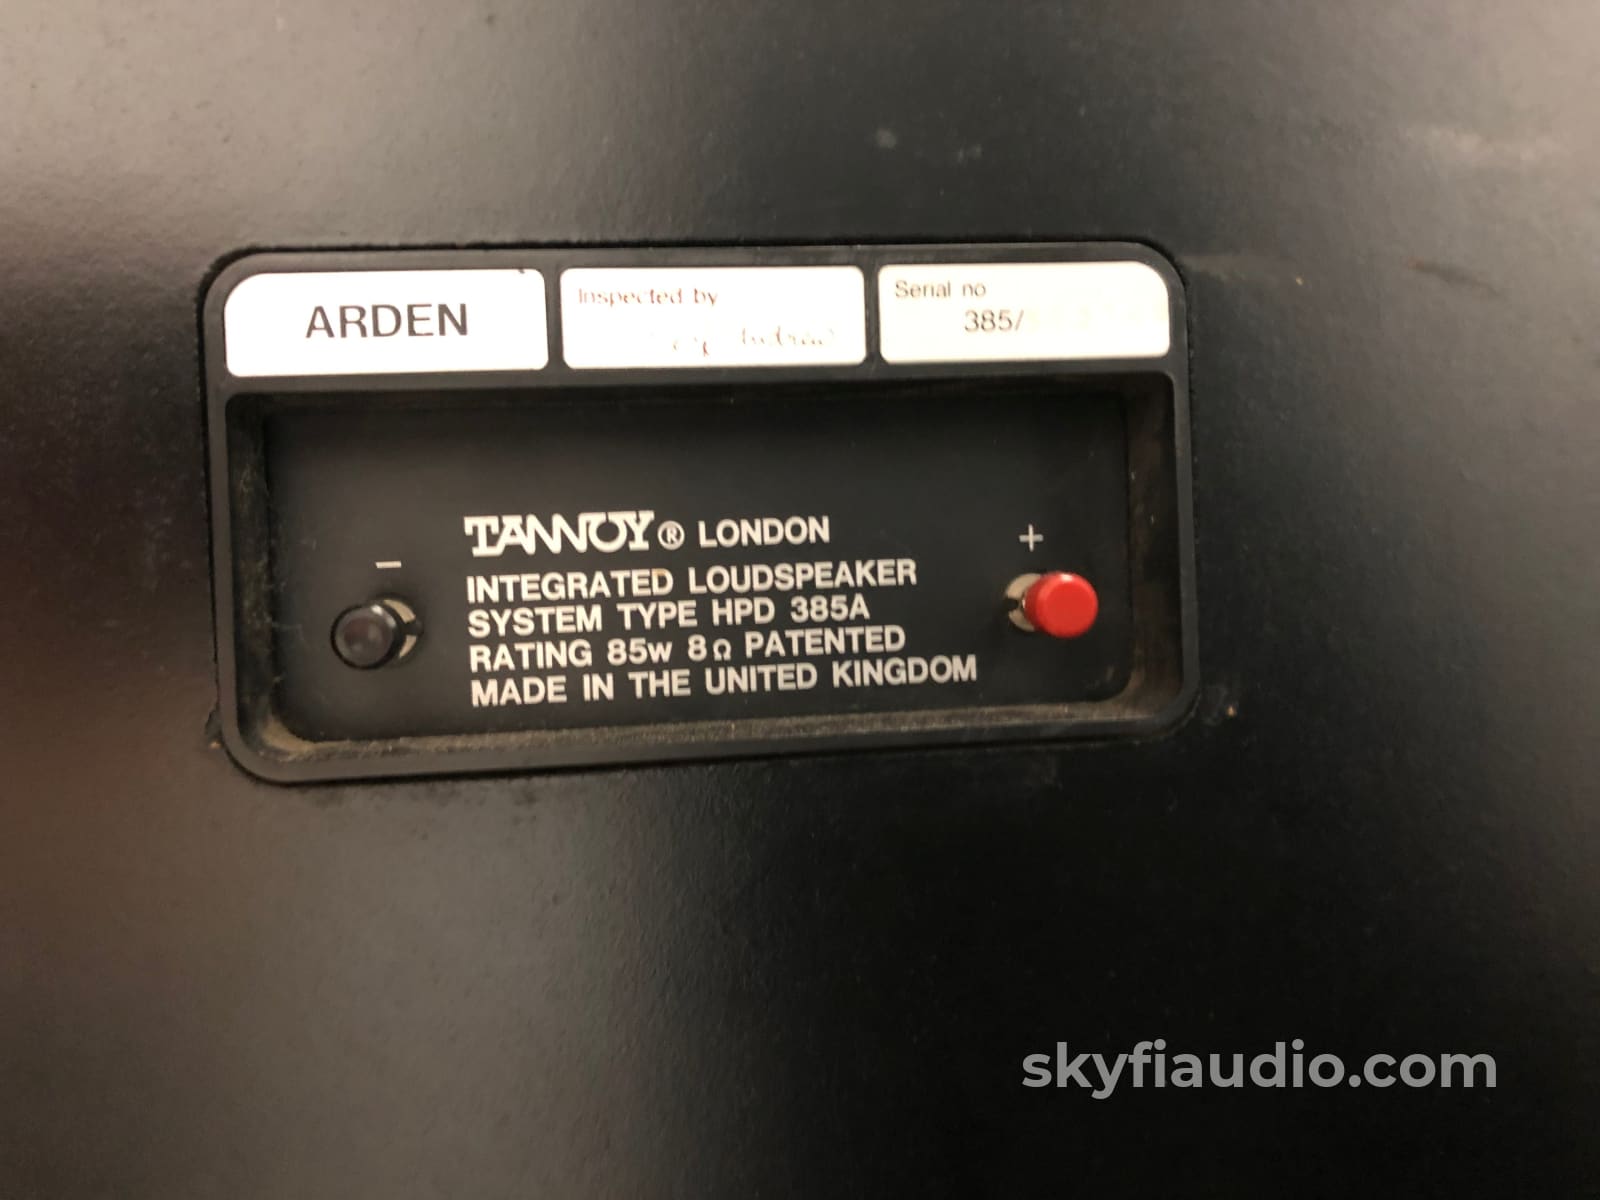 ARDEN
Inspected by
Serial no
385/
-
+
TANNOY® LONDON
INTEGRATED LOUDSPEAKER
SYSTEM TYPE HPD 385A
RATING 85w 8Ω PATENTED
MADE IN THE UNITED KINGDOM
skyfiaudio.com